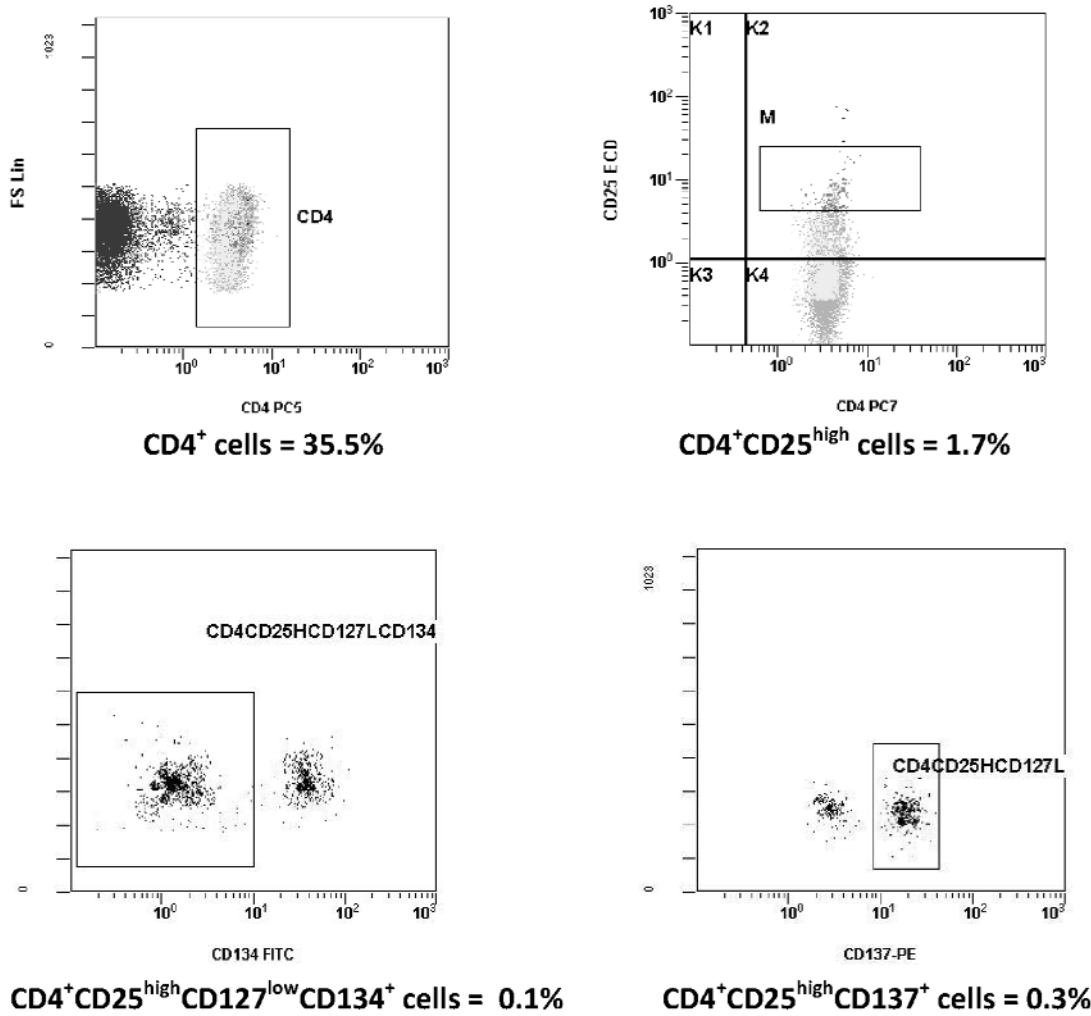 1023
FS Lin
CD4
0
10⁰ 10¹ 10² 10³
CD4 PC5
CD4⁺ cells = 35.5%
10³
K1 K2
10²
M
CD25 ECD
10¹
10⁰
K3 K4
10⁰ 10¹ 10² 10³
CD4 PC7
CD4⁺CD25ʰⁱᵍʰ cells = 1.7%
CD4CD25HCD127LCD134
0
10⁰ 10¹ 10² 10³
CD134 FITC
CD4⁺CD25ʰⁱᵍʰCD127ˡᵒʷCD134⁺ cells = 0.1%
1023
CD4CD25HCD127L
0
10⁰ 10¹ 10² 10³
CD137-PE
CD4⁺CD25ʰⁱᵍʰCD137⁺ cells = 0.3%